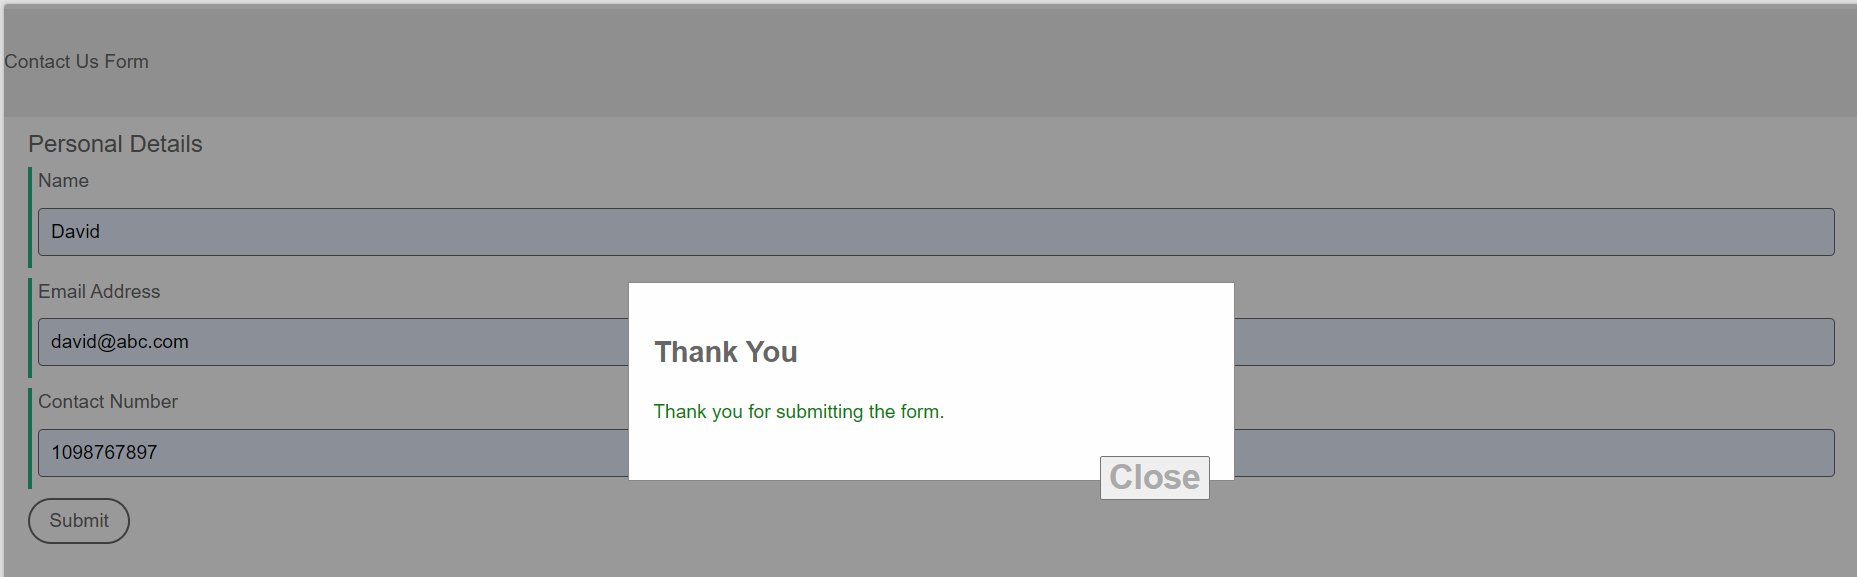 Contact Us Form
Personal Details
Name
David
Email Address
david@abc.com
Contact Number
1098767897
Submit
Thank You
Thank you for submitting the form.
Close